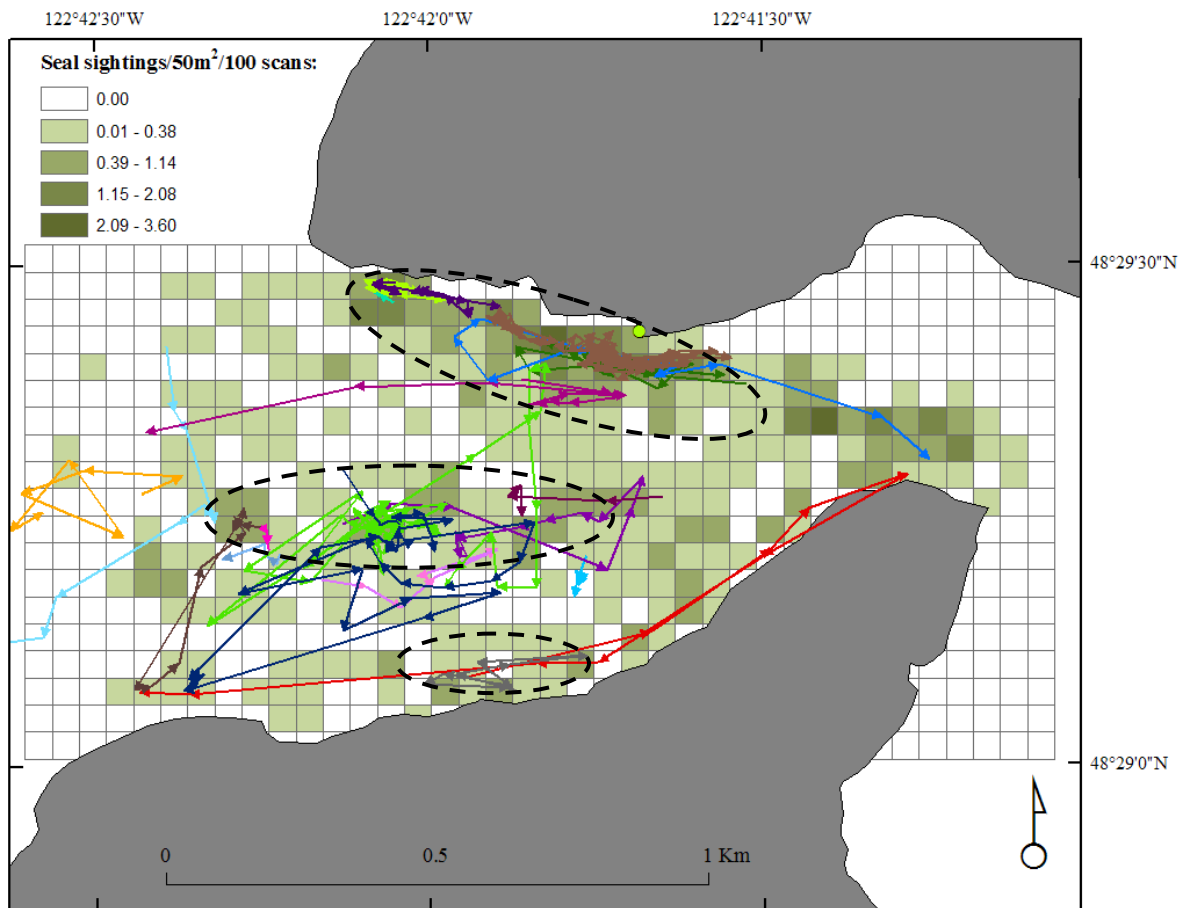 122°42'30"W 122°42'0"W 122°41'30"W
Seal sightings/50m²/100 scans:
0.00
0.01 - 0.38
0.39 - 1.14
1.15 - 2.08
2.09 - 3.60
48°29'30"N
48°29'0"N
0 0.5 1 Km